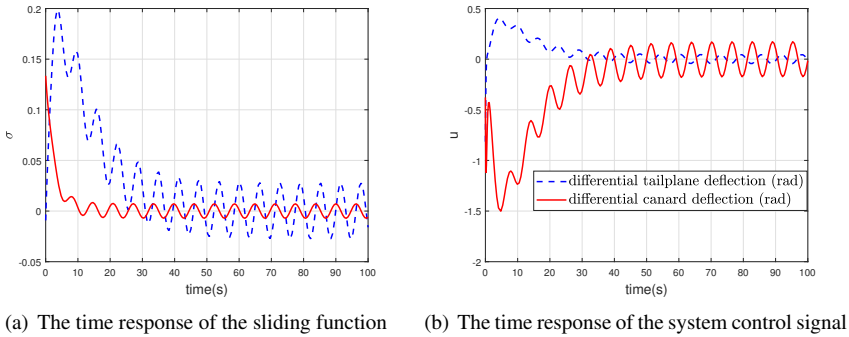 0.2
0.15
0.1
0.05
0
-0.05
σ
0 10 20 30 40 50 60 70 80 90 100
time(s)
0.5
0
-0.5
-1
-1.5
-2
u
differential tailplane deflection (rad)
differential canard deflection (rad)
0 10 20 30 40 50 60 70 80 90 100
time(s)
(a) The time response of the sliding function
(b) The time response of the system control signal